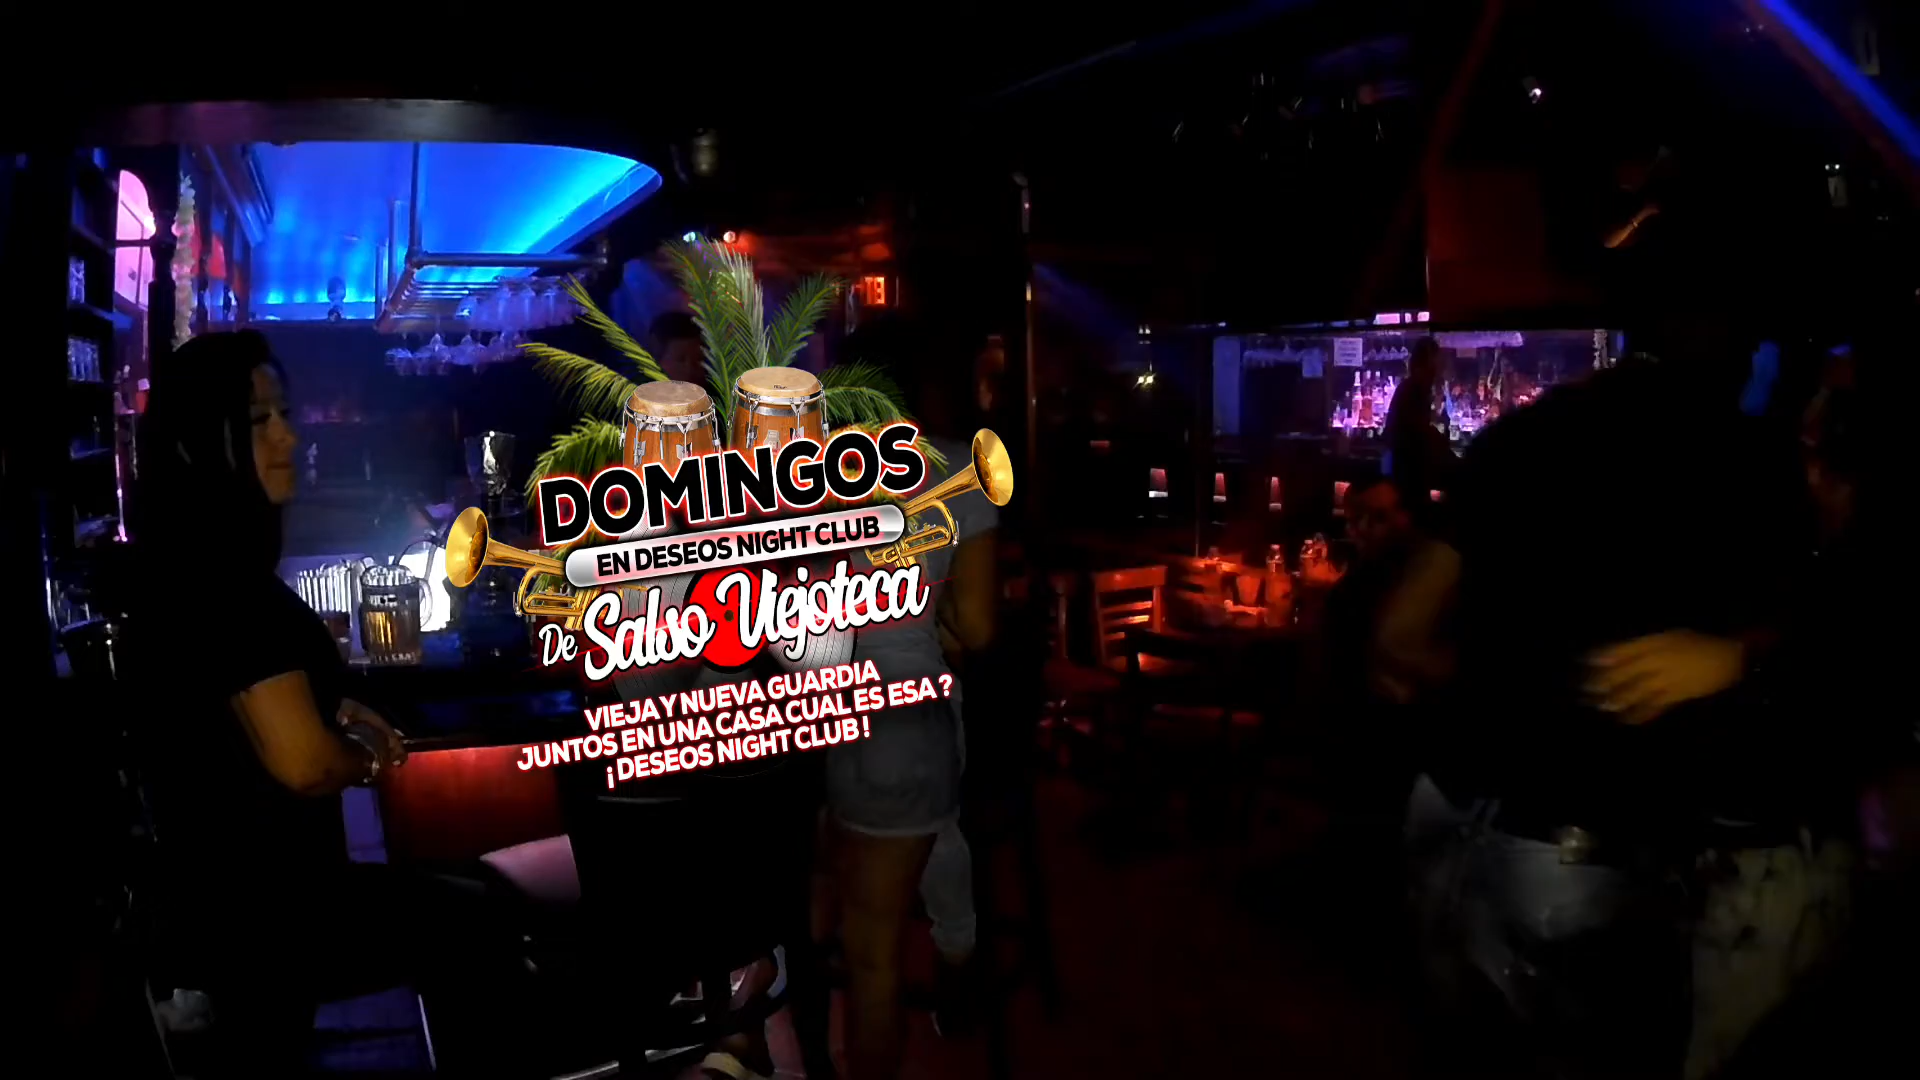 DOMINGOS
EN DESEOS NIGHT CLUB
De Salso Viejoteca
VIEJA Y NUEVA GUARDIA
JUNTOS EN UNA CASA CUAL ES ESA ?
¡ DESEOS NIGHT CLUB !